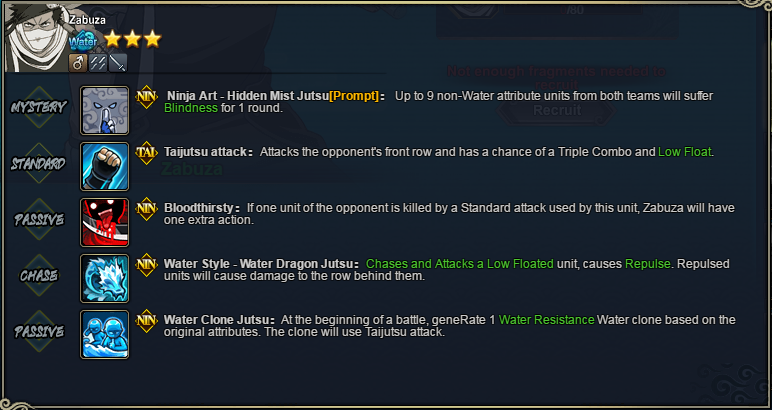 /80
Zabuza
Water
Not enough fragments needed to
recruit
Recruit
MYSTERY
NIN Ninja Art - Hidden Mist Jutsu[Prompt]: Up to 9 non-Water attribute units from both teams will suffer
Blindness for 1 round.
STANDARD
TAI Taijutsu attack: Attacks the opponent's front row and has a chance of a Triple Combo and Low Float.
Zabuza
PASSIVE
NIN Bloodthirsty: If one unit of the opponent is killed by a Standard attack used by this unit, Zabuza will have
one extra action.
CHASE
NIN Water Style - Water Dragon Jutsu: Chases and Attacks a Low Floated unit, causes Repulse. Repulsed
units will cause damage to the row behind them.
PASSIVE
NIN Water Clone Jutsu: At the beginning of a battle, geneRate 1 Water Resistance Water clone based on the
original attributes. The clone will use Taijutsu attack.